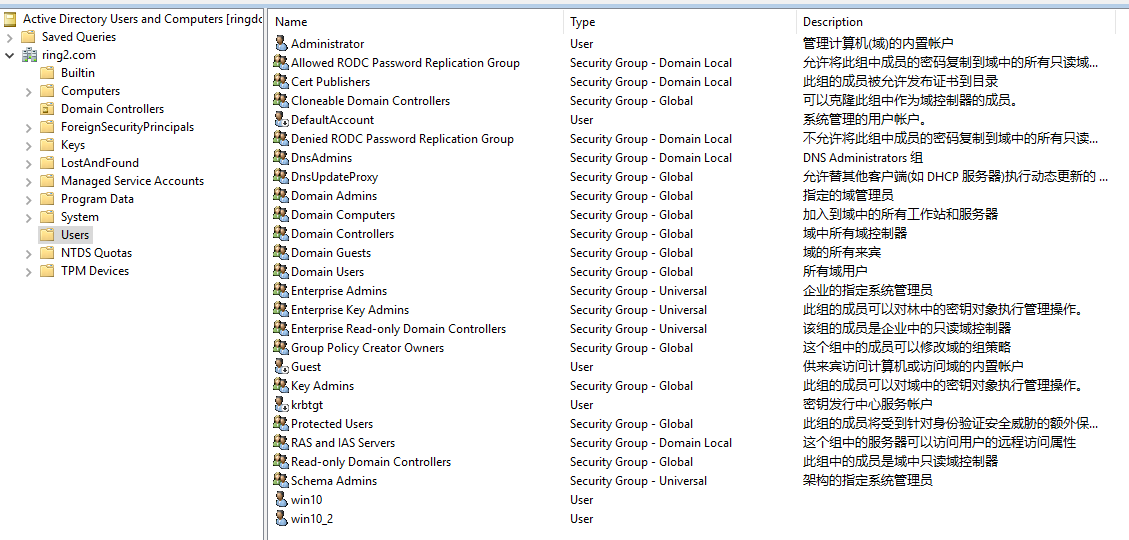 Active Directory Users and Computers [ringdc
Saved Queries
ring2.com
Builtin
Computers
Domain Controllers
ForeignSecurityPrincipals
Keys
LostAndFound
Managed Service Accounts
Program Data
System
Users
NTDS Quotas
TPM Devices
Name Type Description
Administrator User 管理计算机(域)的内置帐户
Allowed RODC Password Replication Group Security Group - Domain Local 允许将此组中成员的密码复制到域中的所有只读域...
Cert Publishers Security Group - Domain Local 此组的成员被允许发布证书到目录
Cloneable Domain Controllers Security Group - Global 可以克隆此组中作为域控制器的成员。
DefaultAccount User 系统管理的用户帐户。
Denied RODC Password Replication Group Security Group - Domain Local 不允许将此组中成员的密码复制到域中的所有只读...
DnsAdmins Security Group - Domain Local DNS Administrators 组
DnsUpdateProxy Security Group - Global 允许替其他客户端(如 DHCP 服务器)执行动态更新的 ...
Domain Admins Security Group - Global 指定的域管理员
Domain Computers Security Group - Global 加入到域中的所有工作站和服务器
Domain Controllers Security Group - Global 域中所有域控制器
Domain Guests Security Group - Global 域的所有来宾
Domain Users Security Group - Global 所有域用户
Enterprise Admins Security Group - Universal 企业的指定系统管理员
Enterprise Key Admins Security Group - Universal 此组的成员可以对林中的密钥对象执行管理操作。
Enterprise Read-only Domain Controllers Security Group - Universal 该组的成员是企业中的只读域控制器
Group Policy Creator Owners Security Group - Global 这个组中的成员可以修改域的组策略
Guest User 供来宾访问计算机或访问域的内置帐户
Key Admins Security Group - Global 此组的成员可以对域中的密钥对象执行管理操作。
krbtgt User 密钥发行中心服务帐户
Protected Users Security Group - Global 此组的成员将受到针对身份验证安全威胁的额外保...
RAS and IAS Servers Security Group - Domain Local 这个组中的服务器可以访问用户的远程访问属性
Read-only Domain Controllers Security Group - Global 此组中的成员是域中只读域控制器
Schema Admins Security Group - Universal 架构的指定系统管理员
win10 User
win10_2 User